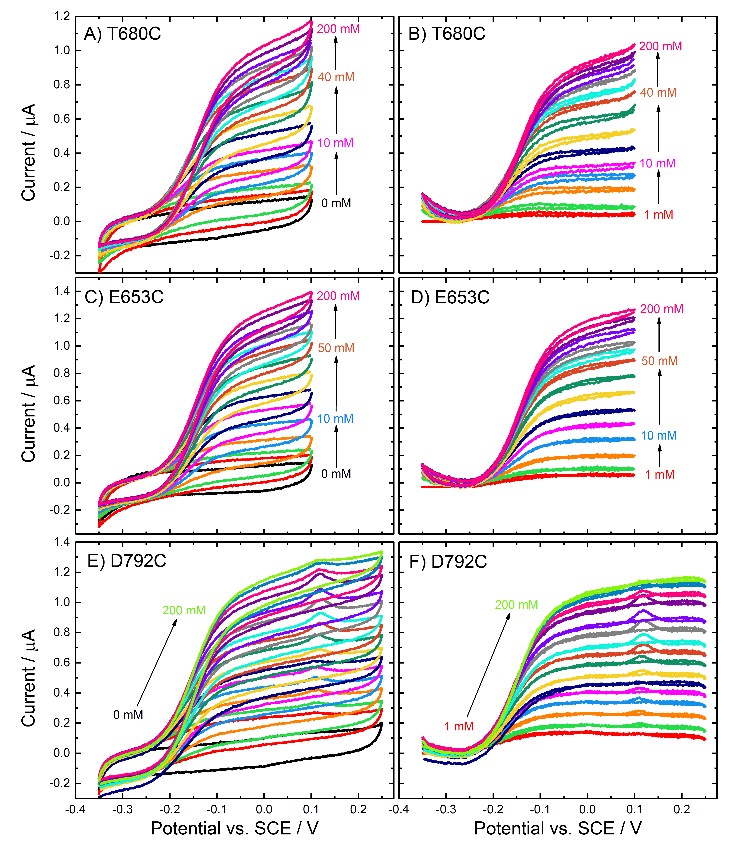 A) T680C
B) T680C
Current / µA
1.2
1.0
0.8
0.6
0.4
0.2
0.0
-0.2
200 mM
40 mM
10 mM
0 mM
200 mM
40 mM
10 mM
1 mM
C) E653C
D) E653C
Current / µA
1.4
1.2
1.0
0.8
0.6
0.4
0.2
0.0
-0.2
200 mM
50 mM
10 mM
0 mM
200 mM
50 mM
10 mM
1 mM
E) D792C
F) D792C
Current / µA
1.4
1.2
1.0
0.8
0.6
0.4
0.2
0.0
-0.2
200 mM
0 mM
200 mM
1 mM
-0.4 -0.3 -0.2 -0.1 0.0 0.1 0.2
-0.4 -0.3 -0.2 -0.1 0.0 0.1 0.2
Potential vs. SCE / V
Potential vs. SCE / V